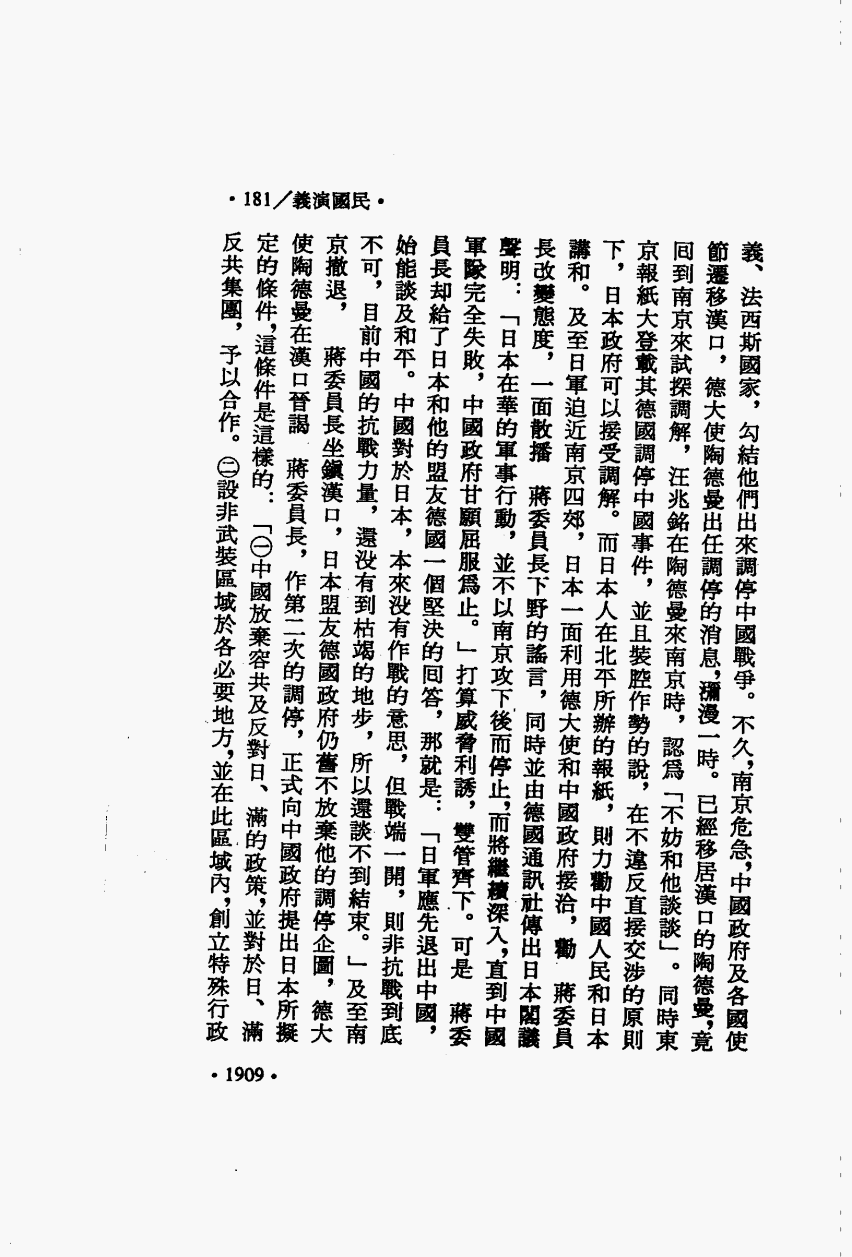 ・181／義演國民・
義、法西斯國家，勾結他們出來調停中國戰爭。不久，南京危急，中國政府及各國使
節遷移漢口，德大使陶德曼出任調停的消息，瀰漫一時。已經移居漢口的陶德曼，竟
囘到南京來試探調解，汪兆銘在陶德曼來南京時，認爲「不妨和他談談」。同時東
京報紙大登載其德國調停中國事件，並且裝腔作勢的說，在不違反直接交涉的原則
下，日本政府可以接受調解。而日本人在北平所辦的報紙，則力勸中國人民和日本
講和。及至日軍迫近南京四郊，日本一面利用德大使和中國政府接洽，勸　蔣委員
長改變態度，一面散播　蔣委員長下野的謠言，同時並由德國通訊社傳出日本閣議
聲明：「日本在華的軍事行動，並不以南京攻下後而停止，而將繼續深入，直到中國
軍隊完全失敗，中國政府甘願屈服爲止。」打算威脅利誘，雙管齊下。可是　蔣委
員長却給了日本和他的盟友德國一個堅決的囘答，那就是：「日軍應先退出中國，
始能談及和平。中國對於日本，本來没有作戰的意思，但戰端一開，則非抗戰到底
不可，目前中國的抗戰力量，還没有到枯竭的地步，所以還談不到結束。」及至南
京撤退，　蔣委員長坐鎭漢口，日本盟友德國政府仍舊不放棄他的調停企圖，德大
使陶德曼在漢口晉謁　蔣委員長，作第二次的調停，正式向中國政府提出日本所擬
定的條件，這條件是這樣的：「㊀中國放棄容共及反對日、滿的政策，並對於日、滿
反共集團，予以合作。㊁設非武裝區域於各必要地方，並在此區域內，創立特殊行政
・1909・